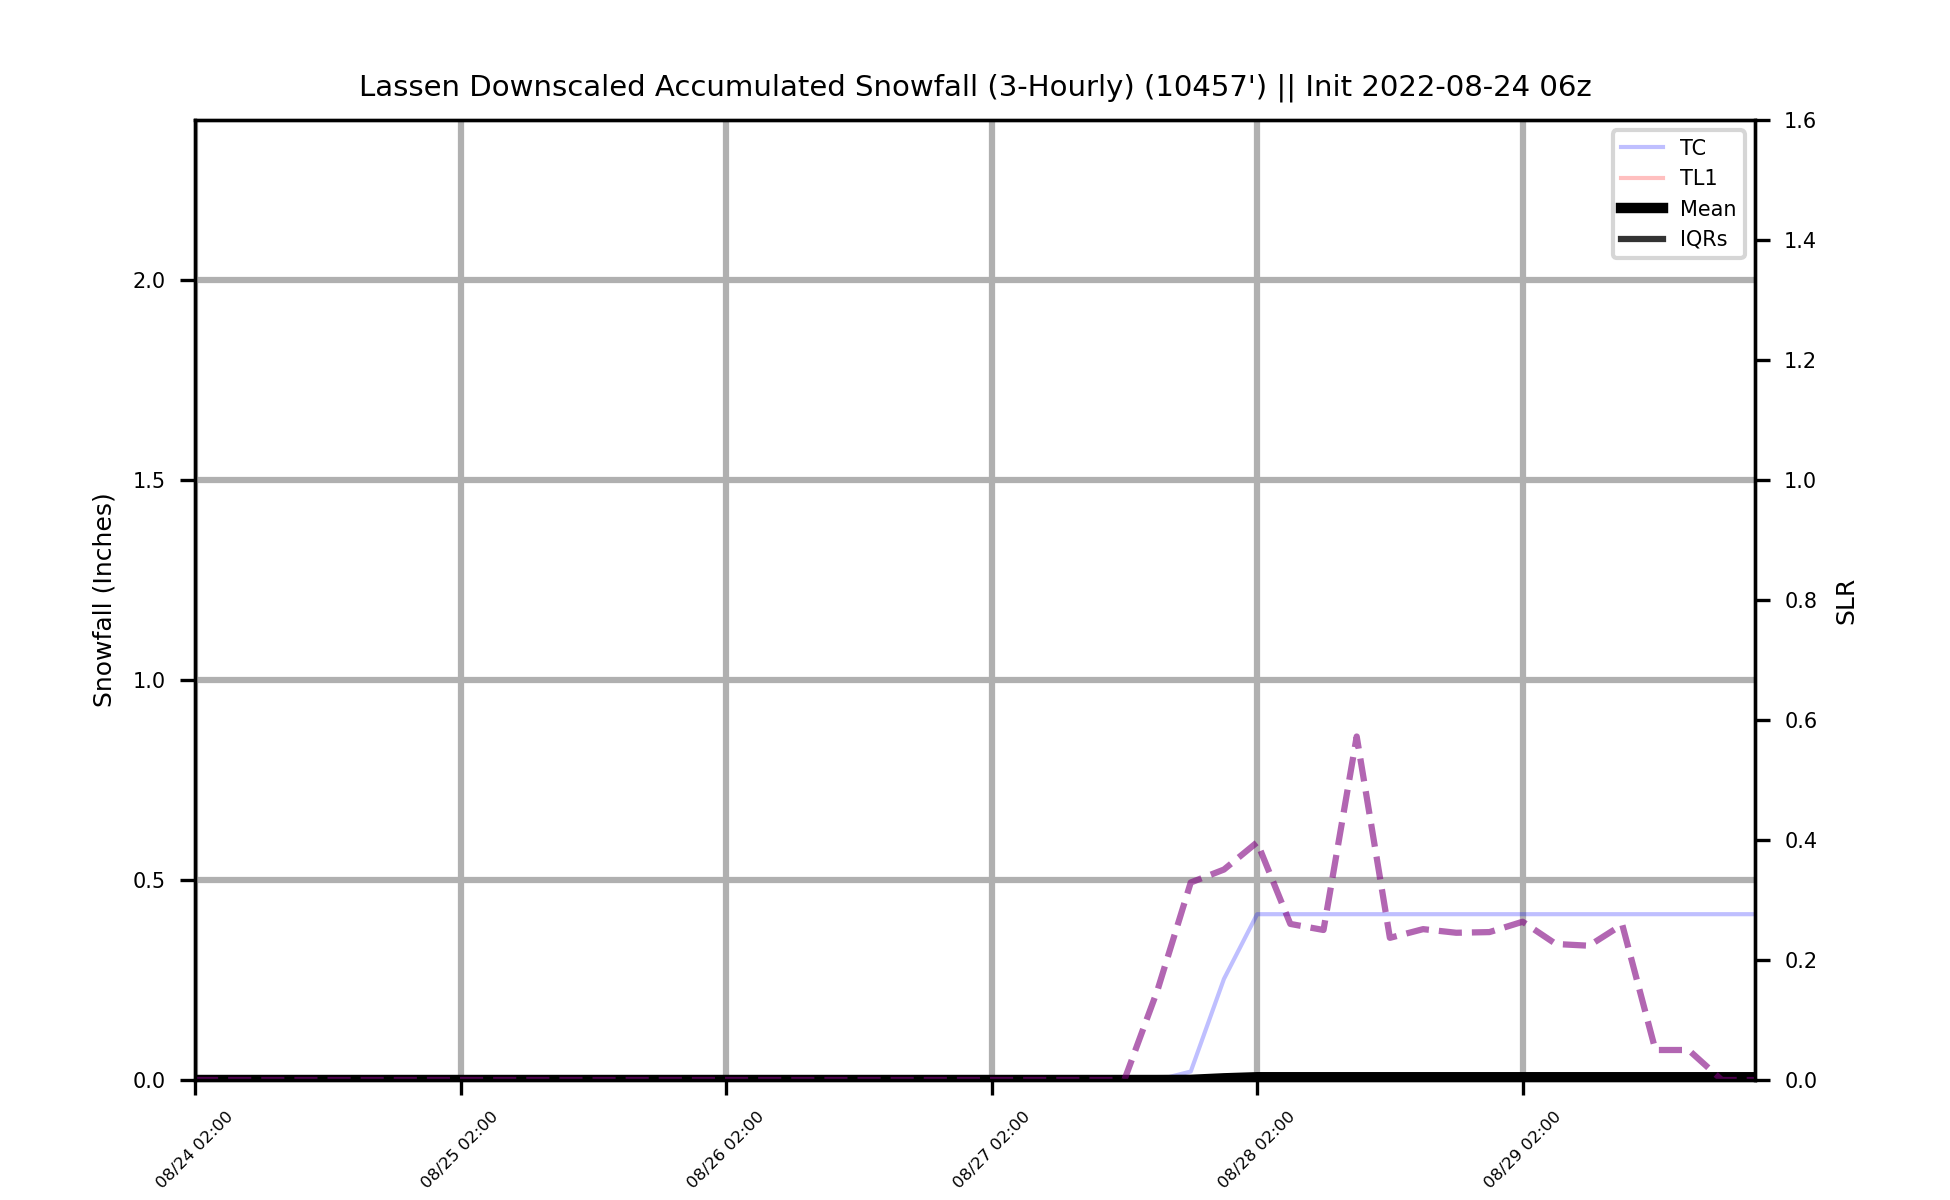 Lassen Downscaled Accumulated Snowfall (3-Hourly) (10457') || Init 2022-08-24 06z
TC
TL1
Mean
IQRs
Snowfall (Inches)
2.0
1.5
1.0
0.5
0.0
1.6
1.4
1.2
1.0
0.8
0.6
0.4
0.2
0.0
SLR
08/24 02:00
08/25 02:00
08/26 02:00
08/27 02:00
08/28 02:00
08/29 02:00